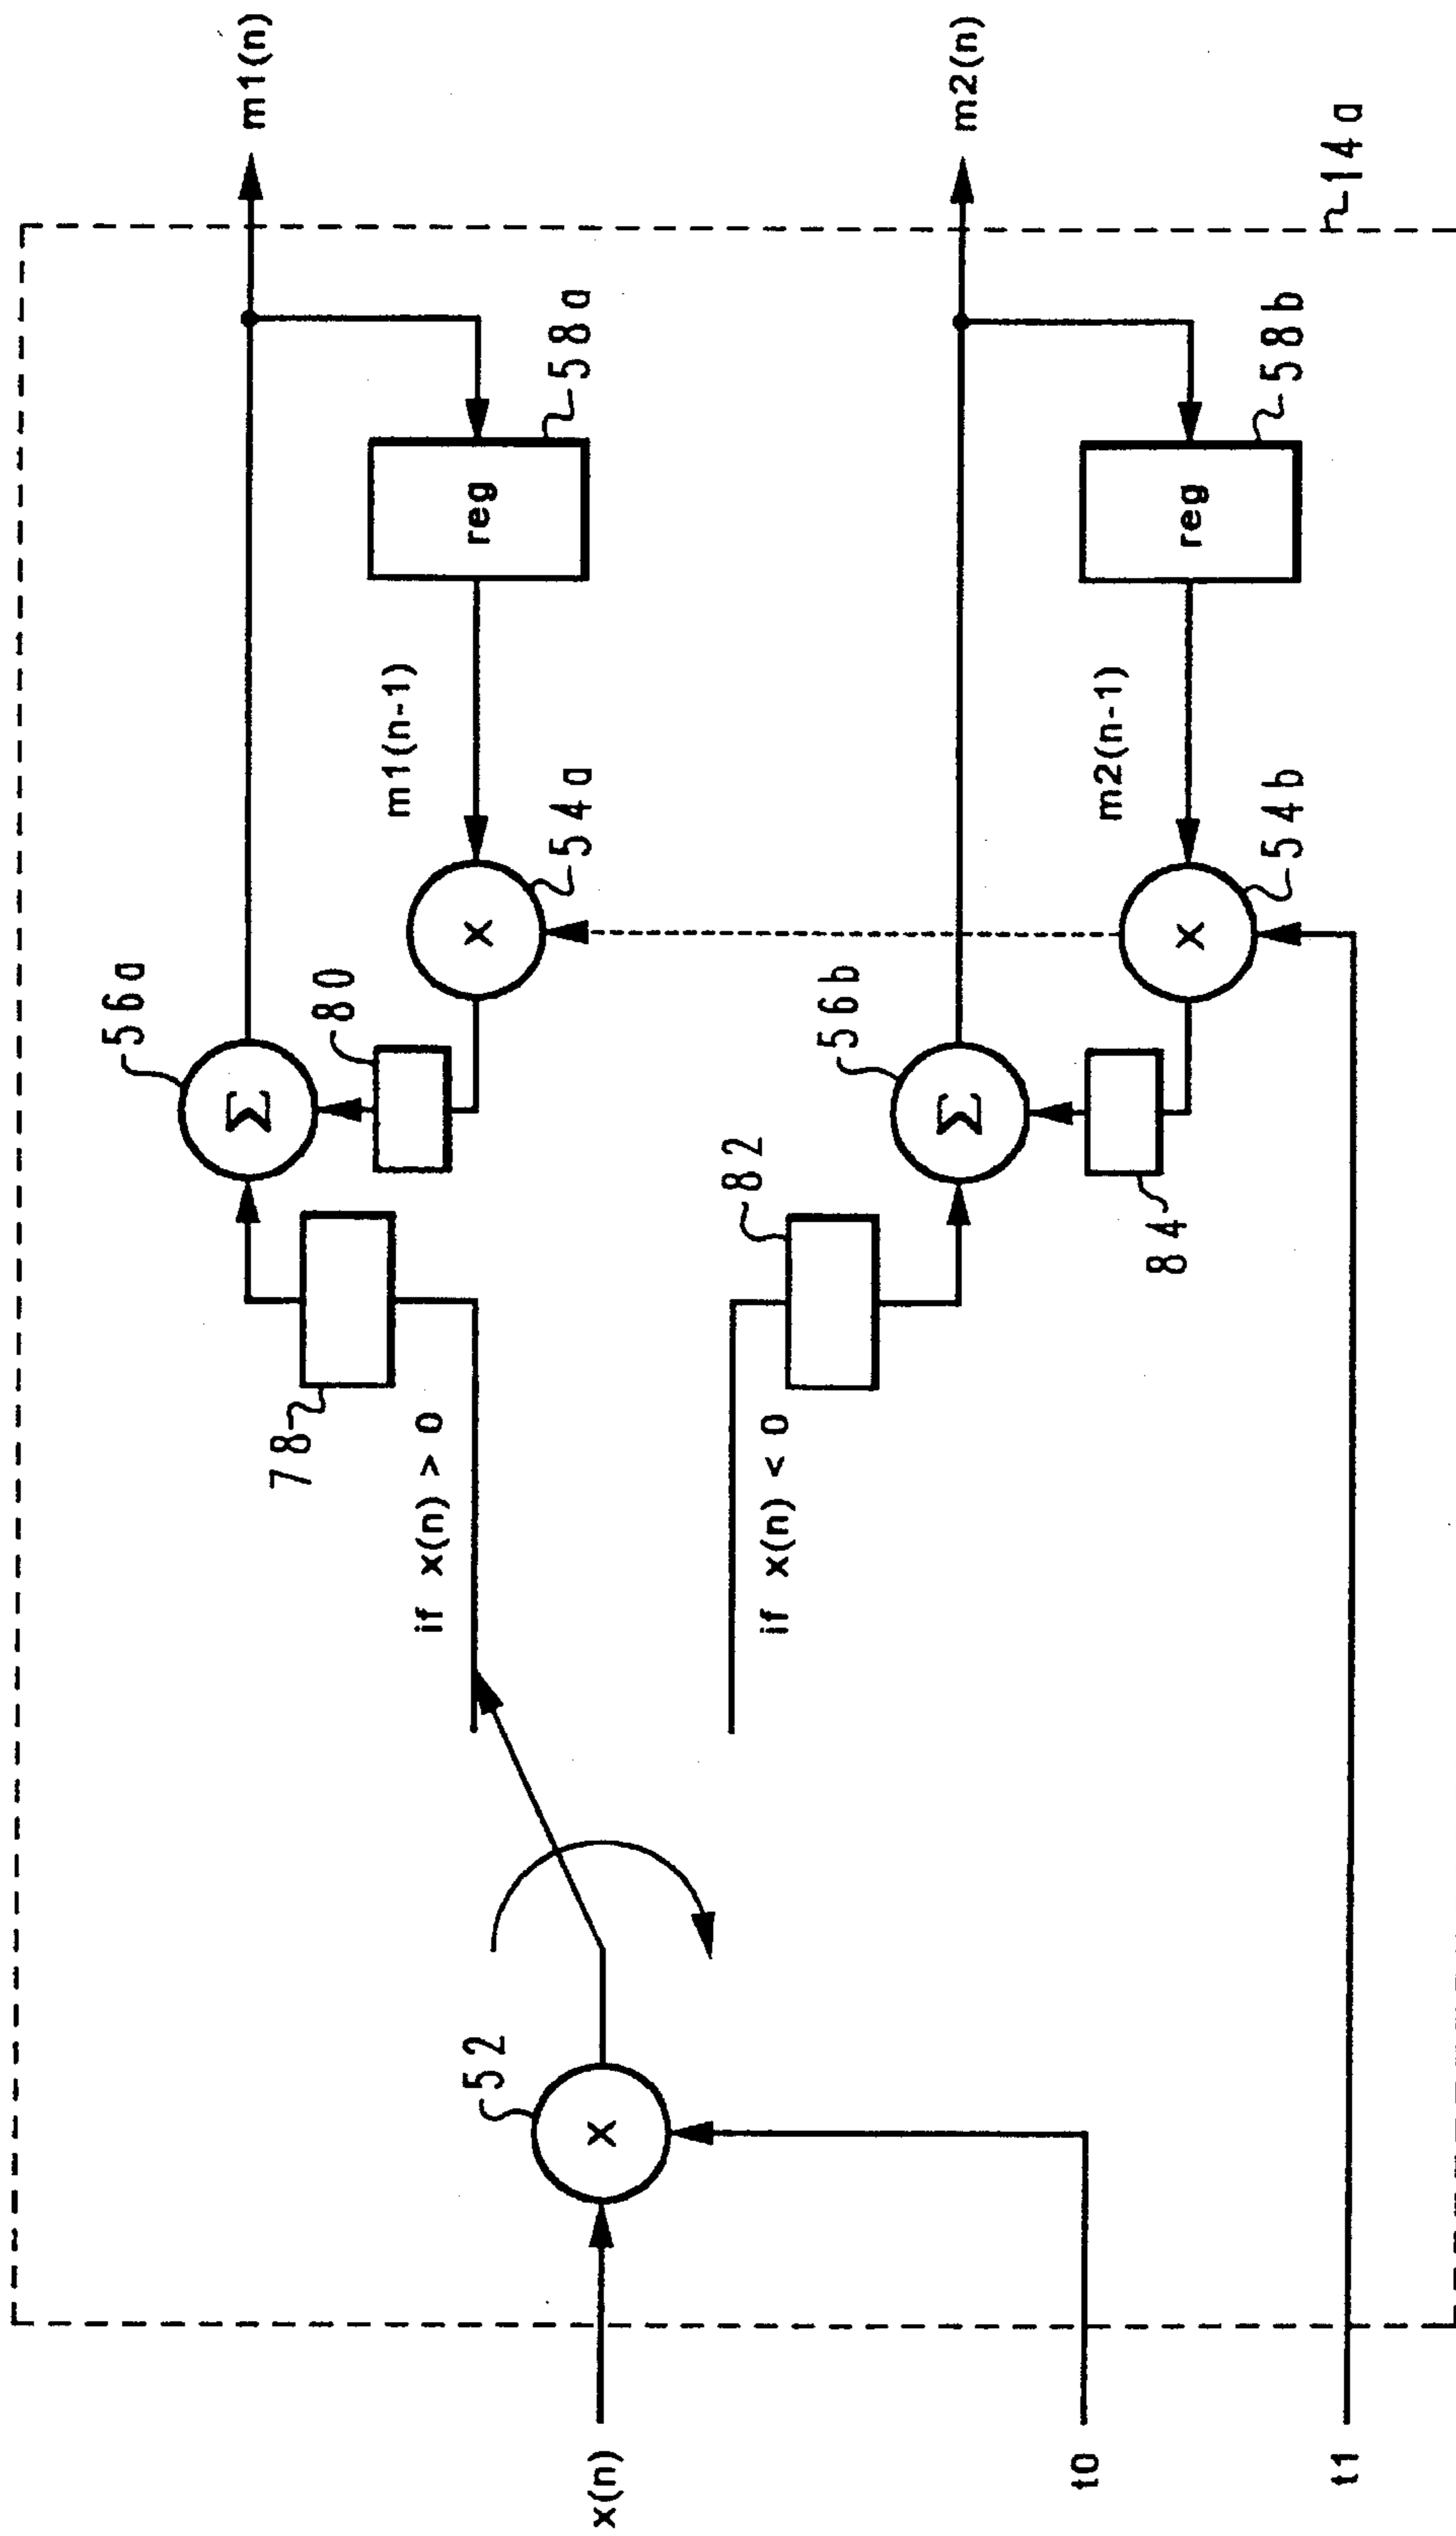 56a
m1(n)
78
80
58a
reg
m1(n-1)
54a
x
Σ
if x(n) > 0
52
x(n)
x
if x(n) < 0
82
56b
Σ
m2(n)
58b
reg
m2(n-1)
84
54b
x
t0
t1
14a